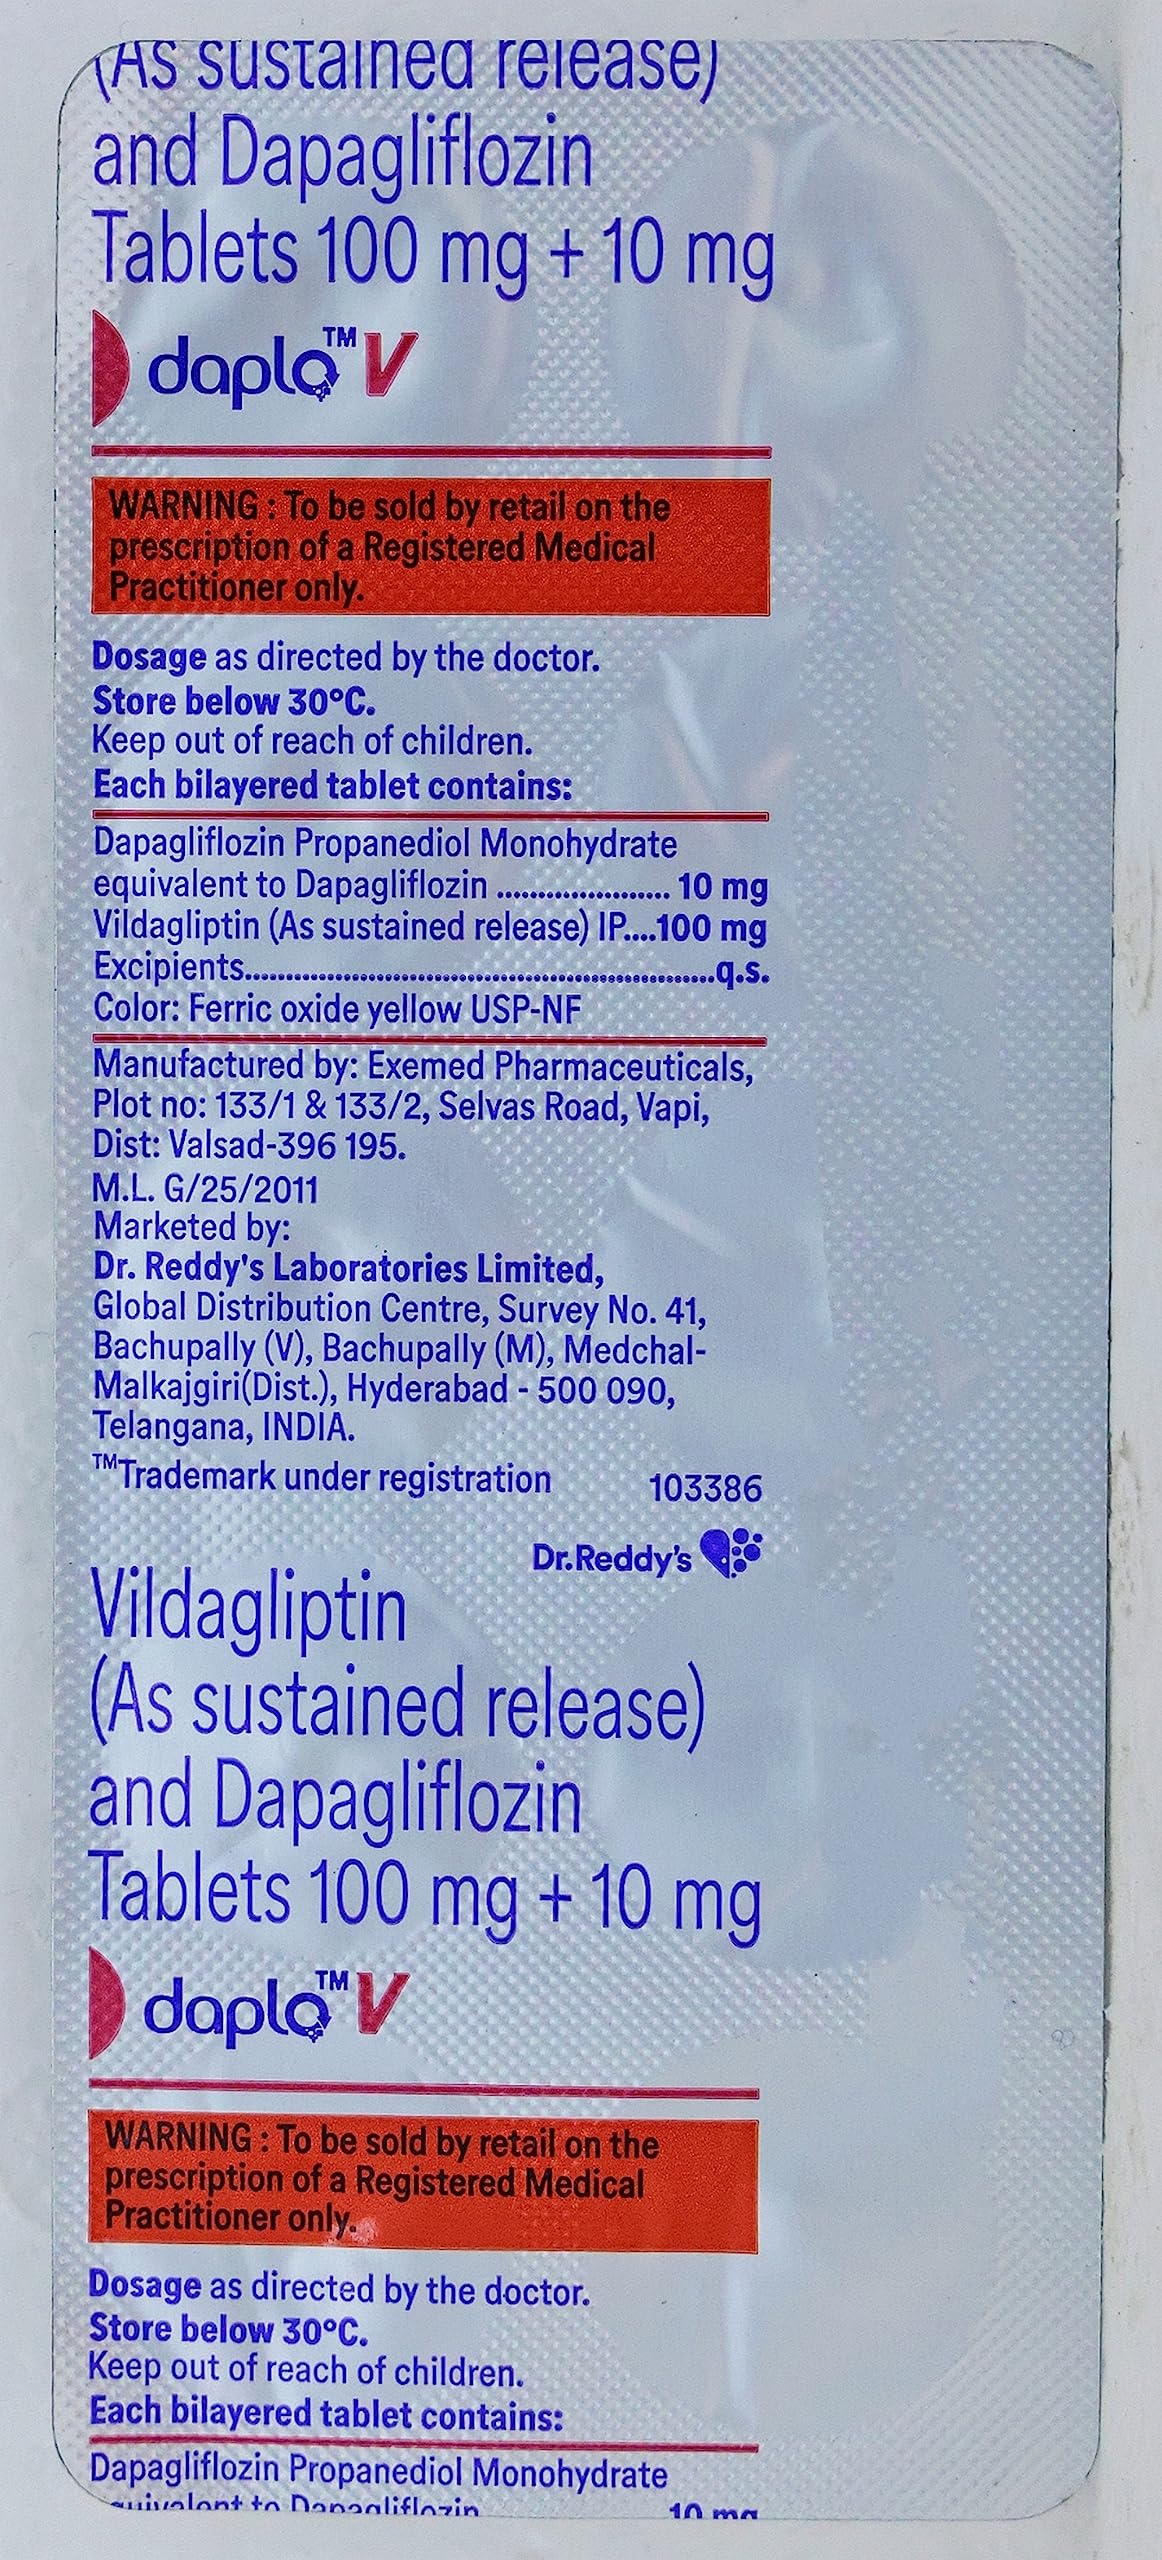 (As sustained release)
and Dapagliflozin
Tablets 100 mg + 10 mg
daplo™ V
WARNING : To be sold by retail on the
prescription of a Registered Medical
Practitioner only.
Dosage as directed by the doctor.
Store below 30°C.
Keep out of reach of children.
Each bilayered tablet contains:
Dapagliflozin Propanediol Monohydrate
equivalent to Dapagliflozin ..................... 10 mg
Vildagliptin (As sustained release) IP....100 mg
Excipients..........................................................q.s.
Color: Ferric oxide yellow USP-NF
Manufactured by: Exemed Pharmaceuticals,
Plot no: 133/1 & 133/2, Selvas Road, Vapi,
Dist: Valsad-396 195.
M.L. G/25/2011
Marketed by:
Dr. Reddy's Laboratories Limited,
Global Distribution Centre, Survey No. 41,
Bachupally (V), Bachupally (M), Medchal-
Malkajgiri(Dist.), Hyderabad - 500 090,
Telangana, INDIA.
™Trademark under registration 103386
Dr.Reddy's
Vildagliptin
(As sustained release)
and Dapagliflozin
Tablets 100 mg + 10 mg
daplo™ V
WARNING : To be sold by retail on the
prescription of a Registered Medical
Practitioner only.
Dosage as directed by the doctor.
Store below 30°C.
Keep out of reach of children.
Each bilayered tablet contains:
Dapagliflozin Propanediol Monohydrate
equivalent to Dapagliflozin 10 mg